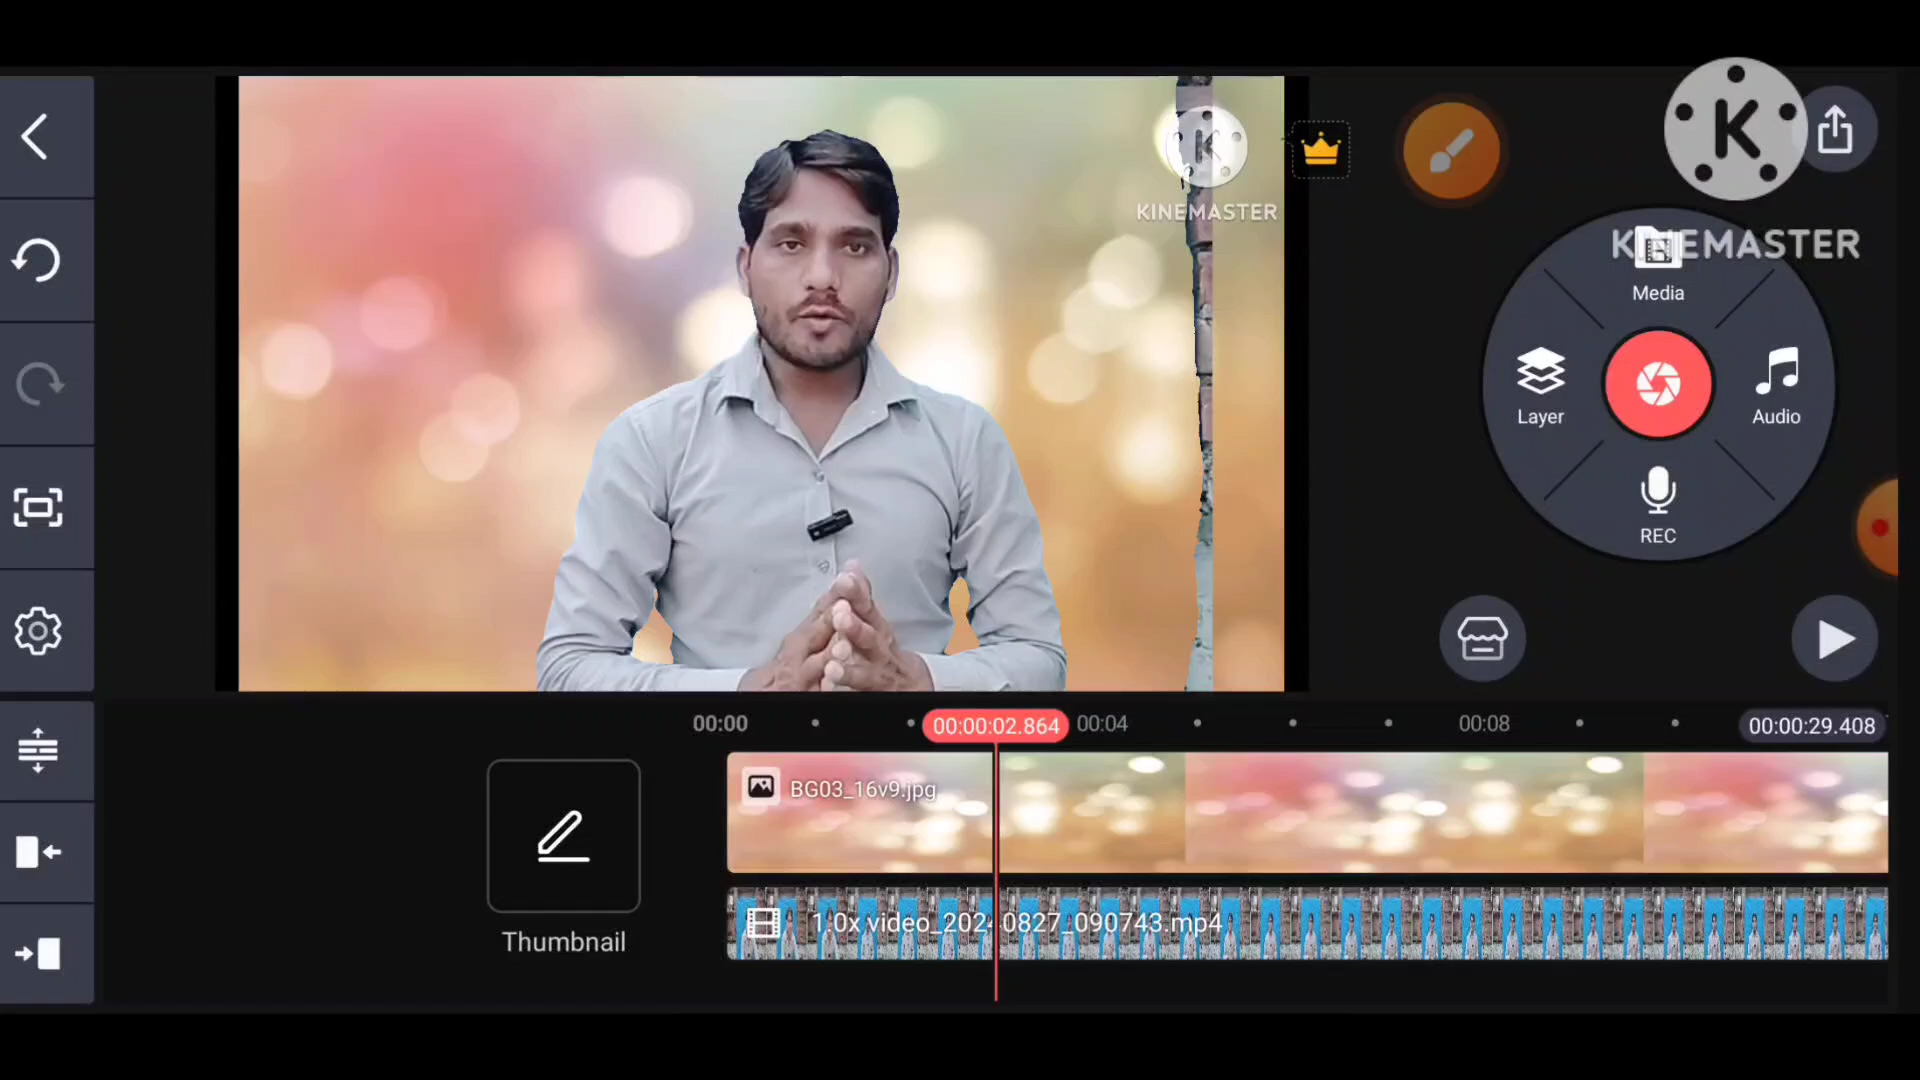 K
KINEMASTER
K
KINEMASTER
Media
Layer
Audio
REC
00:00
00:00:02.864
00:04
00:08
00:00:29.408
BG03_16v9.jpg
1.0x video_20240827_090743.mp4
Thumbnail